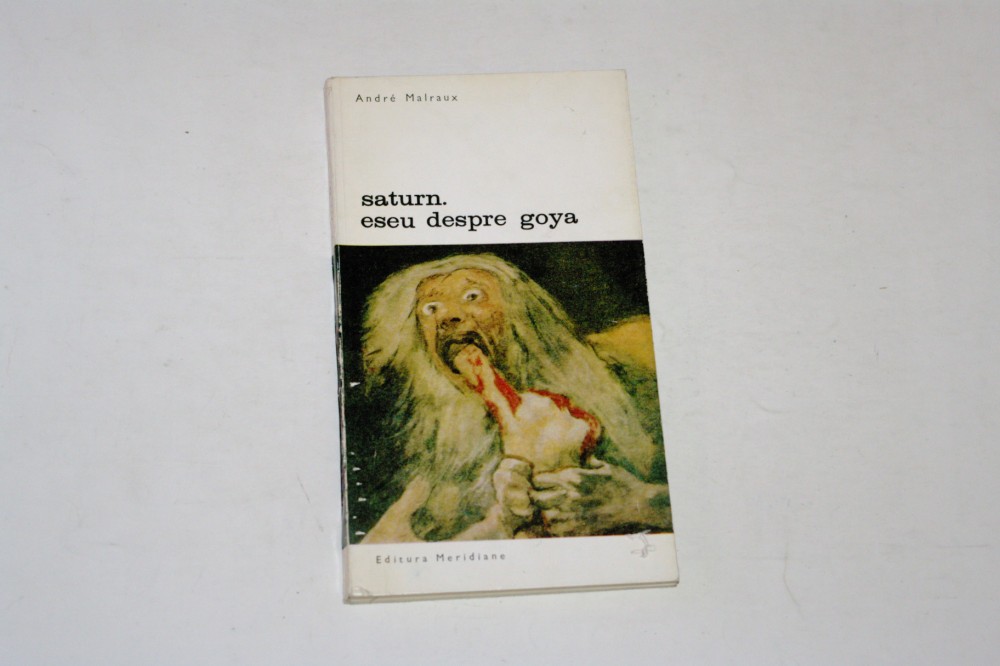 André Malraux
saturn.
eseu despre goya
Editura Meridiane